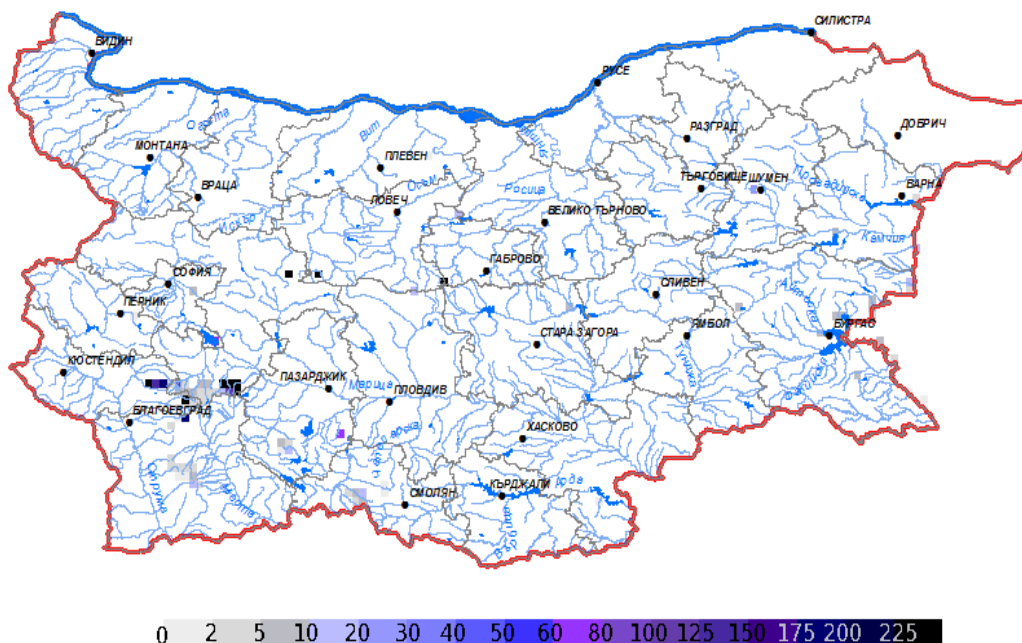 СИЛИСТРА
ВИДИН
РУСЕ
Огоста
Вит
ДОБРИЧ
РАЗГРАД
МОНТАНА
ПЛЕВЕН
ТЪРГОВИЩЕ
ШУМЕН
Осъм
Росица
ВРАЦА
ВАРНА
ЛОВЕЧ
Искър
ВЕЛИКО ТЪРНОВО
Камчия
СОФИЯ
ГАБРОВО
СЛИВЕН
ПЕРНИК
СТАРА ЗАГОРА
ЯМБОЛ
БУРГАС
КЮСТЕНДИЛ
ПАЗАРДЖИК
Марица
ПЛОВДИВ
БЛАГОЕВГРАД
ХАСКОВО
Струма
Места
КЪРДЖАЛИ
СМОЛЯН
0 2 5 10 20 30 40 50 60 80 100 125 150 175 200 225